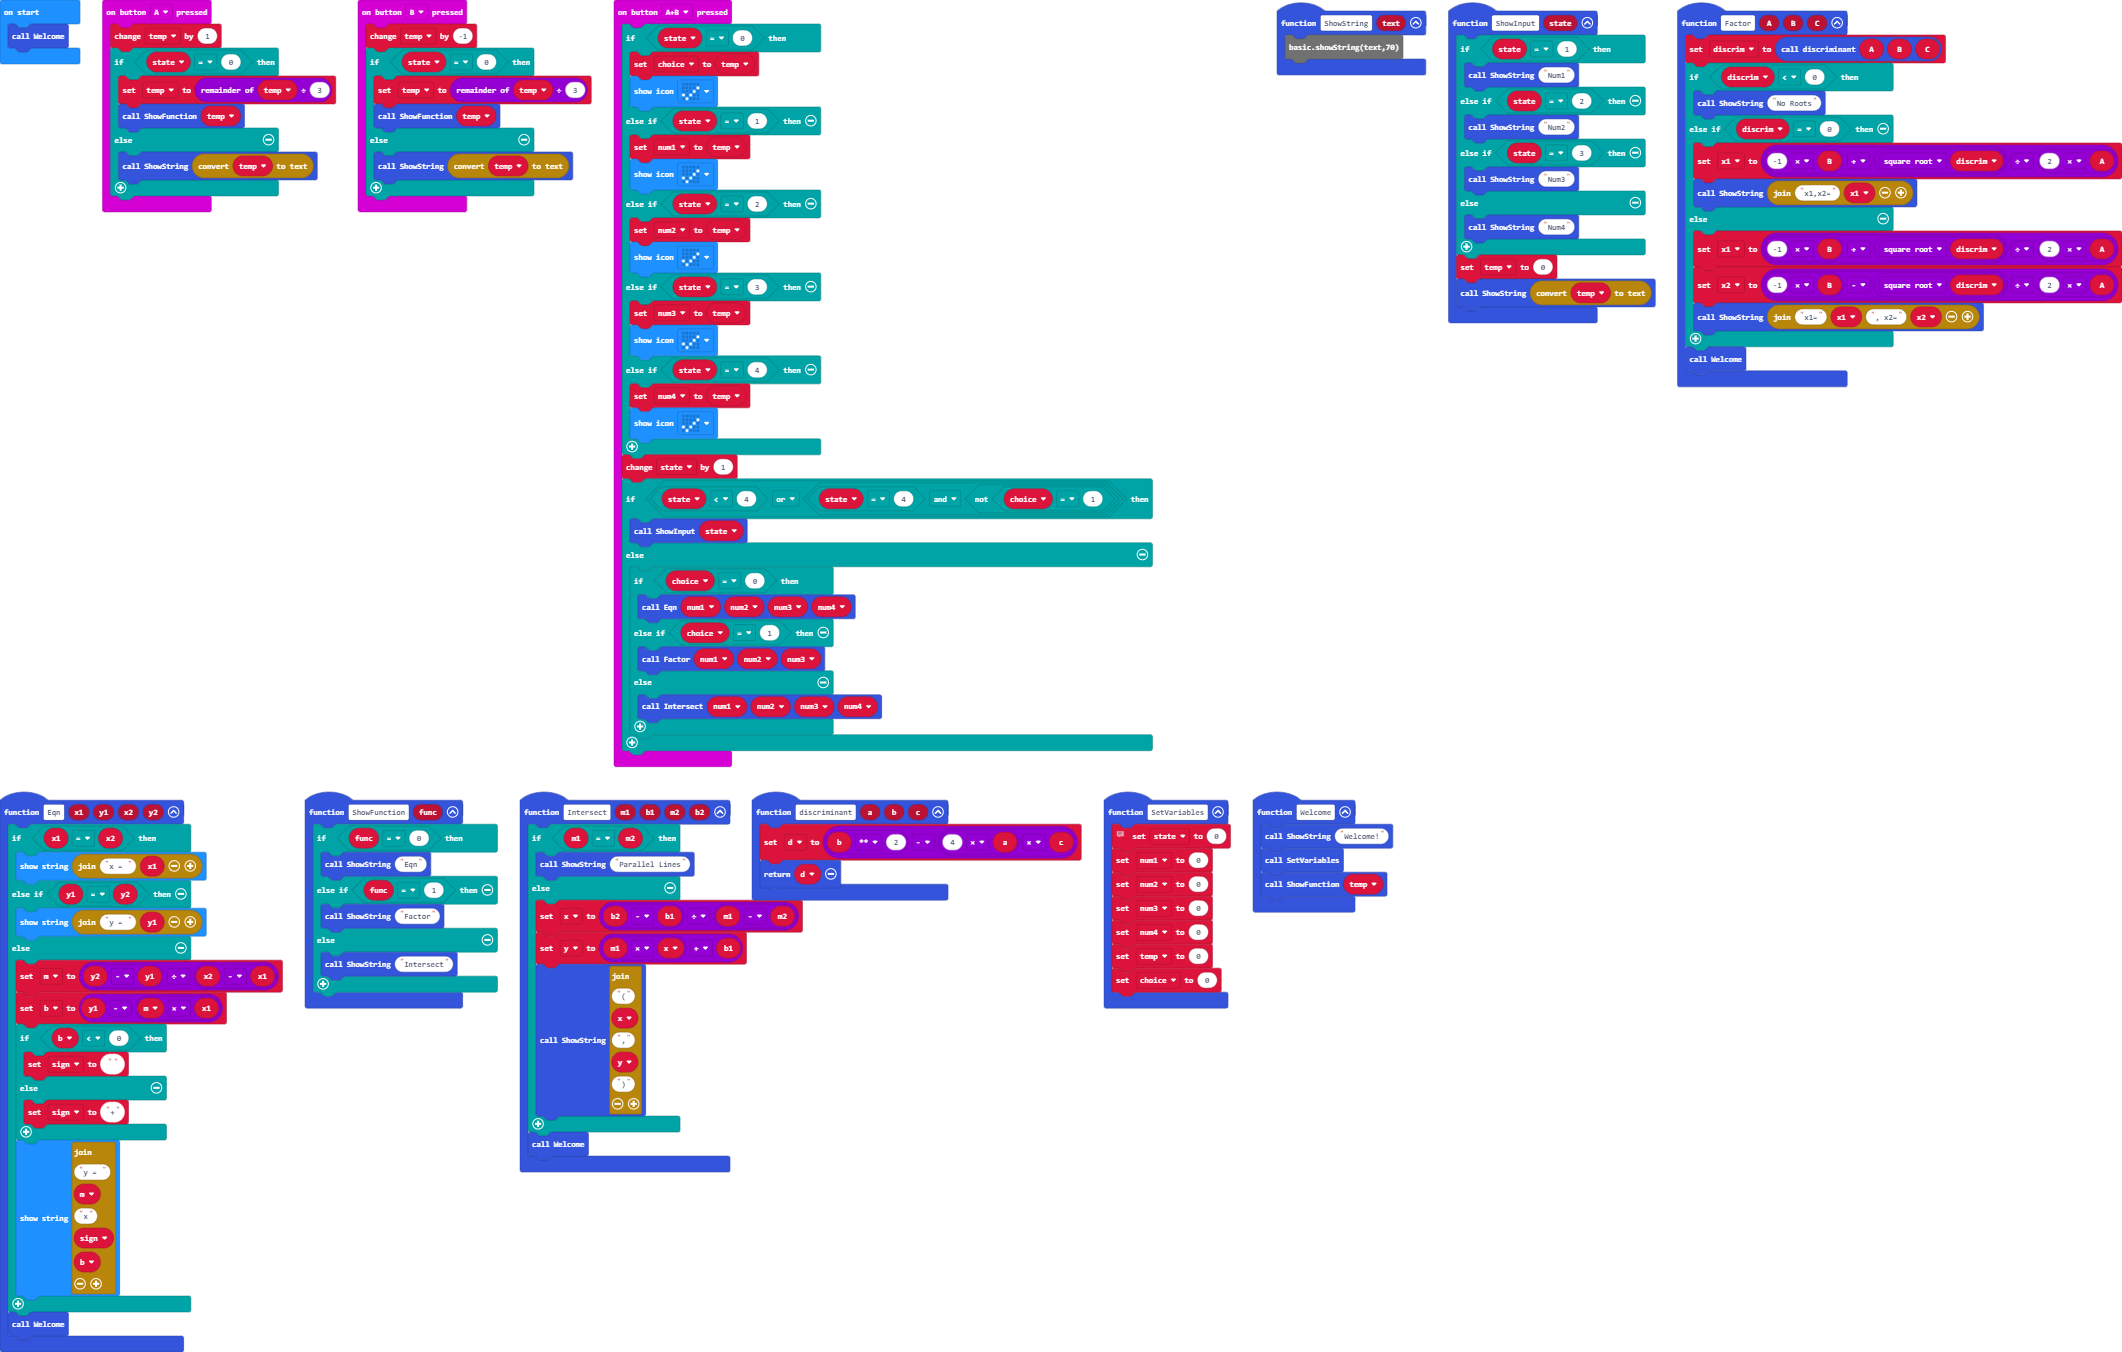 on start
call Welcome
on button A pressed
change temp by 1
if state = 0 then
set temp to remainder of temp ÷ 3
call ShowFunction temp
else
call ShowString convert temp to text
on button B pressed
change temp by -1
if state = 0 then
set temp to remainder of temp ÷ 3
call ShowFunction temp
else
call ShowString convert temp to text
on button A+B pressed
if state = 0 then
set choice to temp
show icon
else if state = 1 then
set num1 to temp
show icon
else if state = 2 then
set num2 to temp
show icon
else if state = 3 then
set num3 to temp
show icon
else if state = 4 then
set num4 to temp
show icon
change state by 1
if state < 4 or state = 4 and not choice = 1 then
call ShowInput state
else
if choice = 0 then
call Eqn num1 num2 num3 num4
else if choice = 1 then
call Factor num1 num2 num3
else
call Intersect num1 num2 num3 num4
function ShowString text
basic.showString(text,70)
function ShowInput state
if state = 1 then
call ShowString "Num1"
else if state = 2 then
call ShowString "Num2"
else if state = 3 then
call ShowString "Num3"
else
call ShowString "Num4"
set temp to 0
call ShowString convert temp to text
function Factor A B C
set discrim to call discriminant A B C
if discrim < 0 then
call ShowString "No Roots"
else if discrim = 0 then
set x1 to -1 × B + square root discrim ÷ 2 × A
call ShowString join "x1,x2=" x1
else
set x1 to -1 × B + square root discrim ÷ 2 × A
set x2 to -1 × B - square root discrim ÷ 2 × A
call ShowString join "x1=" x1 ", x2=" x2
call Welcome
function Eqn x1 y1 x2 y2
if x1 = x2 then
show string join "x = " x1
else if y1 = y2 then
show string join "y = " y1
else
set m to y2 - y1 ÷ x2 - x1
set b to y1 - m × x1
if b < 0 then
set sign to ""
else
set sign to "+"
show string
join
"y = "
m
"x"
sign
b
call Welcome
function ShowFunction func
if func = 0 then
call ShowString "Eqn"
else if func = 1 then
call ShowString "Factor"
else
call ShowString "Intersect"
function Intersect m1 b1 m2 b2
if m1 = m2 then
call ShowString "Parallel Lines"
else
set x to b2 - b1 ÷ m1 - m2
set y to m1 × x + b1
call ShowString
join
"("
x
","
y
")"
call Welcome
function discriminant a b c
set d to b ** 2 - 4 × a × c
return d
function SetVariables
set state to 0
set num1 to 0
set num2 to 0
set num3 to 0
set num4 to 0
set temp to 0
set choice to 0
function Welcome
call ShowString "Welcome!"
call SetVariables
call ShowFunction temp